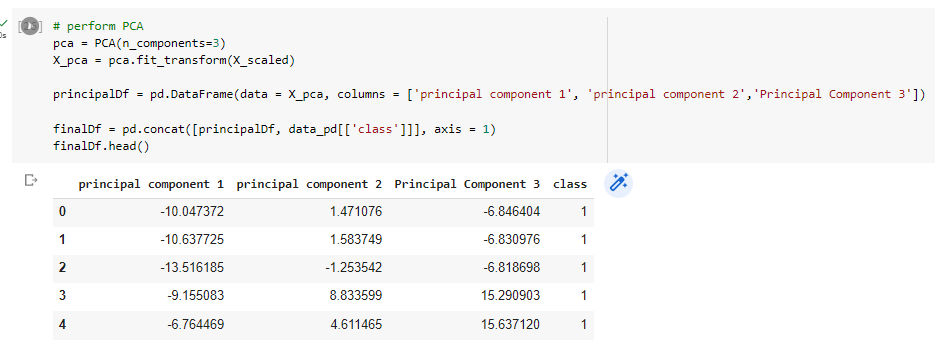 # perform PCA
pca = PCA(n_components=3)
X_pca = pca.fit_transform(X_scaled)
principalDf = pd.DataFrame(data = X_pca, columns = ['principal component 1', 'principal component 2','Principal Component 3'])
finalDf = pd.concat([principalDf, data_pd[['class']]], axis = 1)
finalDf.head()
principal component 1 principal component 2 Principal Component 3 class
0 -10.047372 1.471076 -6.846404 1
1 -10.637725 1.583749 -6.830976 1
2 -13.516185 -1.253542 -6.818698 1
3 -9.155083 8.833599 15.290903 1
4 -6.764469 4.611465 15.637120 1